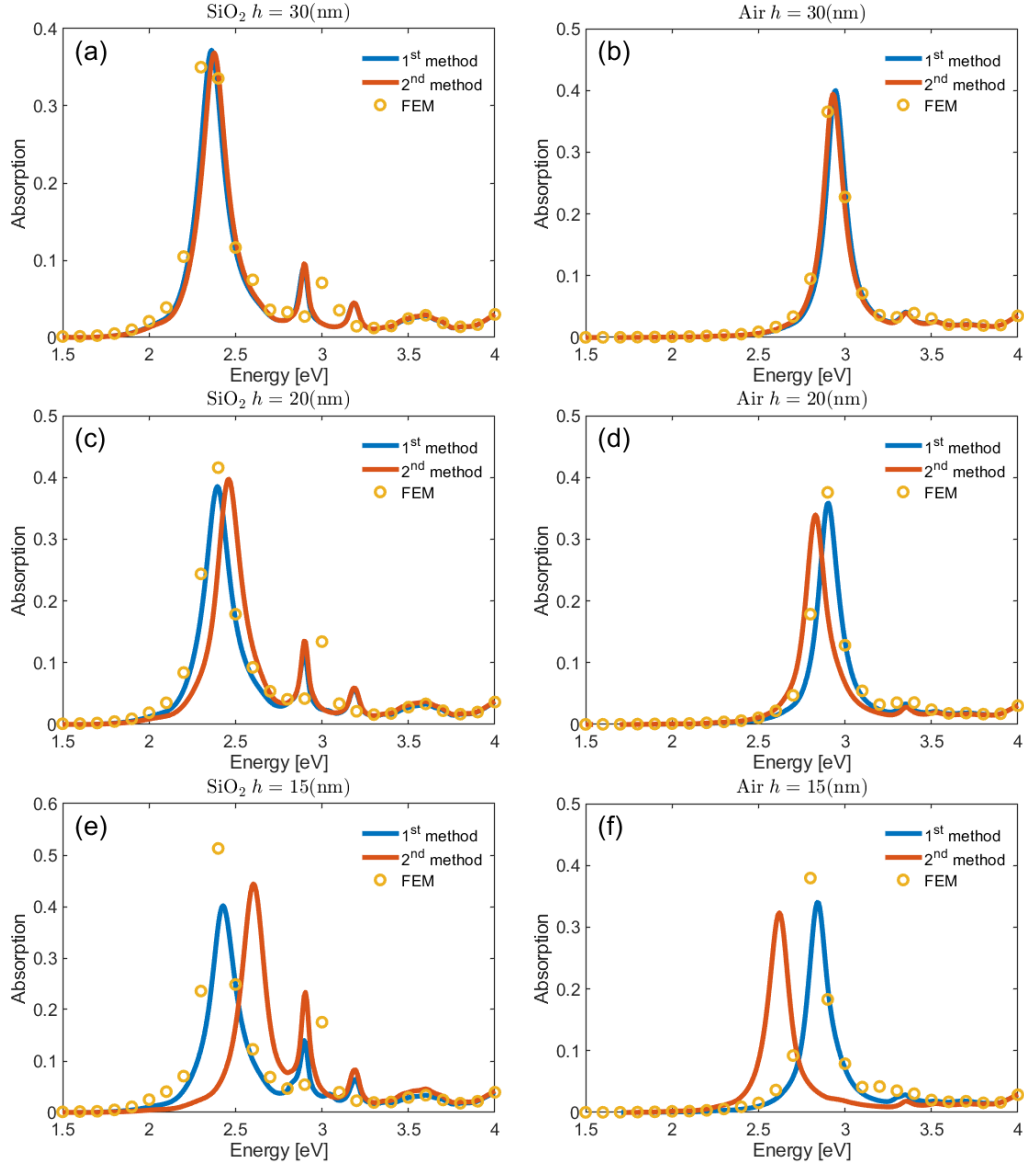 SiO₂ h = 30(nm)
(a)
1st method
2nd method
FEM
Absorption
0.4
0.3
0.2
0.1
0
1.5 2 2.5 3 3.5 4
Energy [eV]
Air h = 30(nm)
(b)
1st method
2nd method
FEM
Absorption
0.5
0.4
0.3
0.2
0.1
0
1.5 2 2.5 3 3.5 4
Energy [eV]
SiO₂ h = 20(nm)
(c)
1st method
2nd method
FEM
Absorption
0.5
0.4
0.3
0.2
0.1
0
1.5 2 2.5 3 3.5 4
Energy [eV]
Air h = 20(nm)
(d)
1st method
2nd method
FEM
Absorption
0.5
0.4
0.3
0.2
0.1
0
1.5 2 2.5 3 3.5 4
Energy [eV]
SiO₂ h = 15(nm)
(e)
1st method
2nd method
FEM
Absorption
0.6
0.5
0.4
0.3
0.2
0.1
0
1.5 2 2.5 3 3.5 4
Energy [eV]
Air h = 15(nm)
(f)
1st method
2nd method
FEM
Absorption
0.5
0.4
0.3
0.2
0.1
0
1.5 2 2.5 3 3.5 4
Energy [eV]